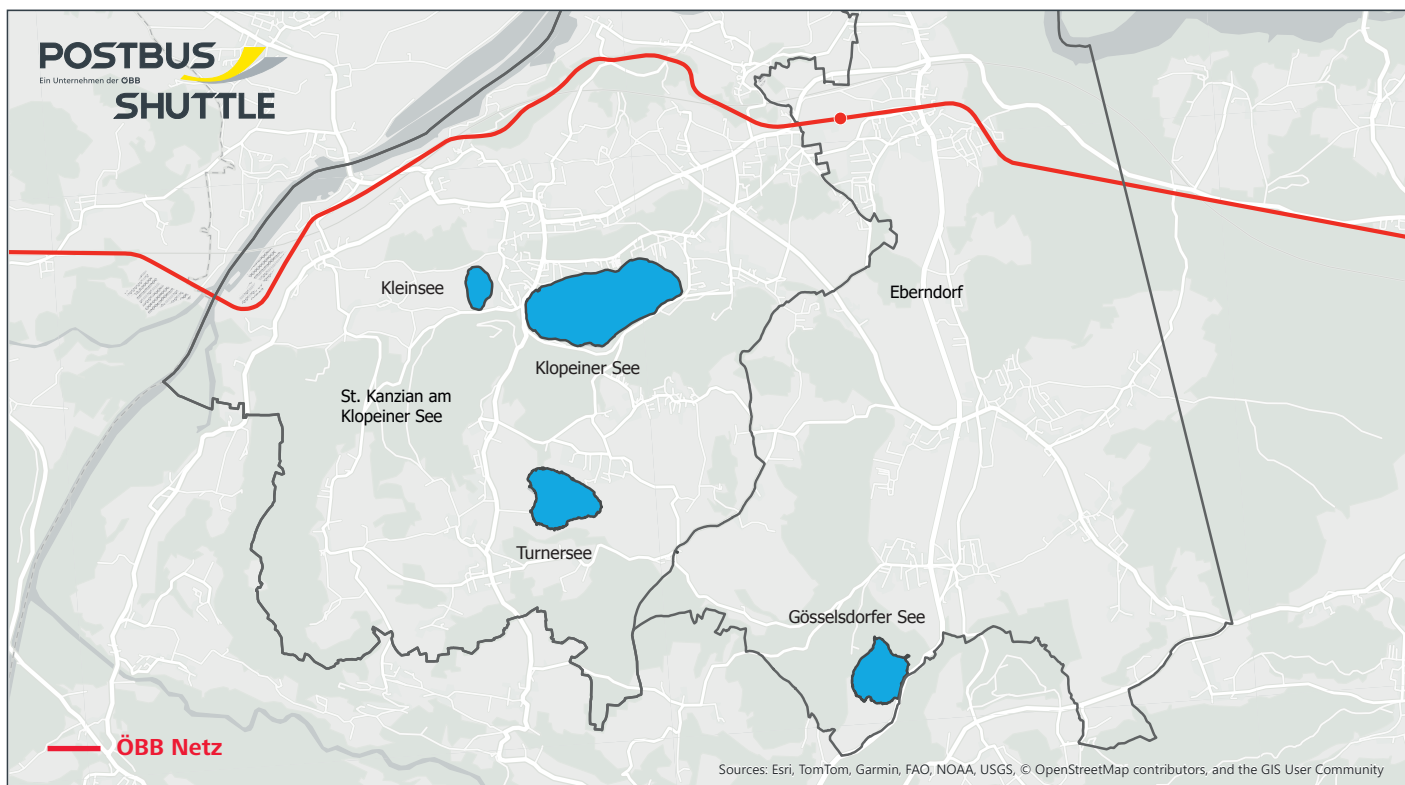 POSTBUS
Ein Unternehmen der ÖBB
SHUTTLE
Kleinsee
Eberndorf
Klopeiner See
St. Kanzian am
Klopeiner See
Turnersee
Gösselsdorfer See
ÖBB Netz
Sources: Esri, TomTom, Garmin, FAO, NOAA, USGS, © OpenStreetMap contributors, and the GIS User Community